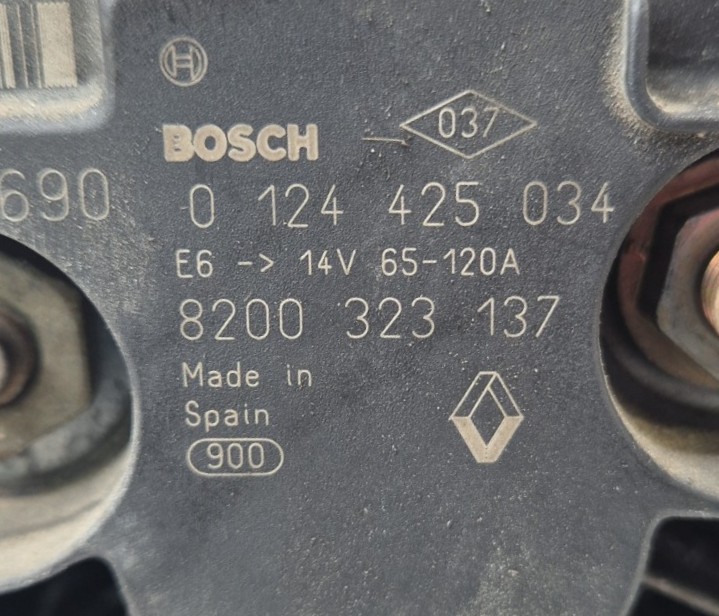 037
BOSCH
690 0 124 425 034
E6 -> 14V 65-120A
8200 323 137
Made in
Spain
900